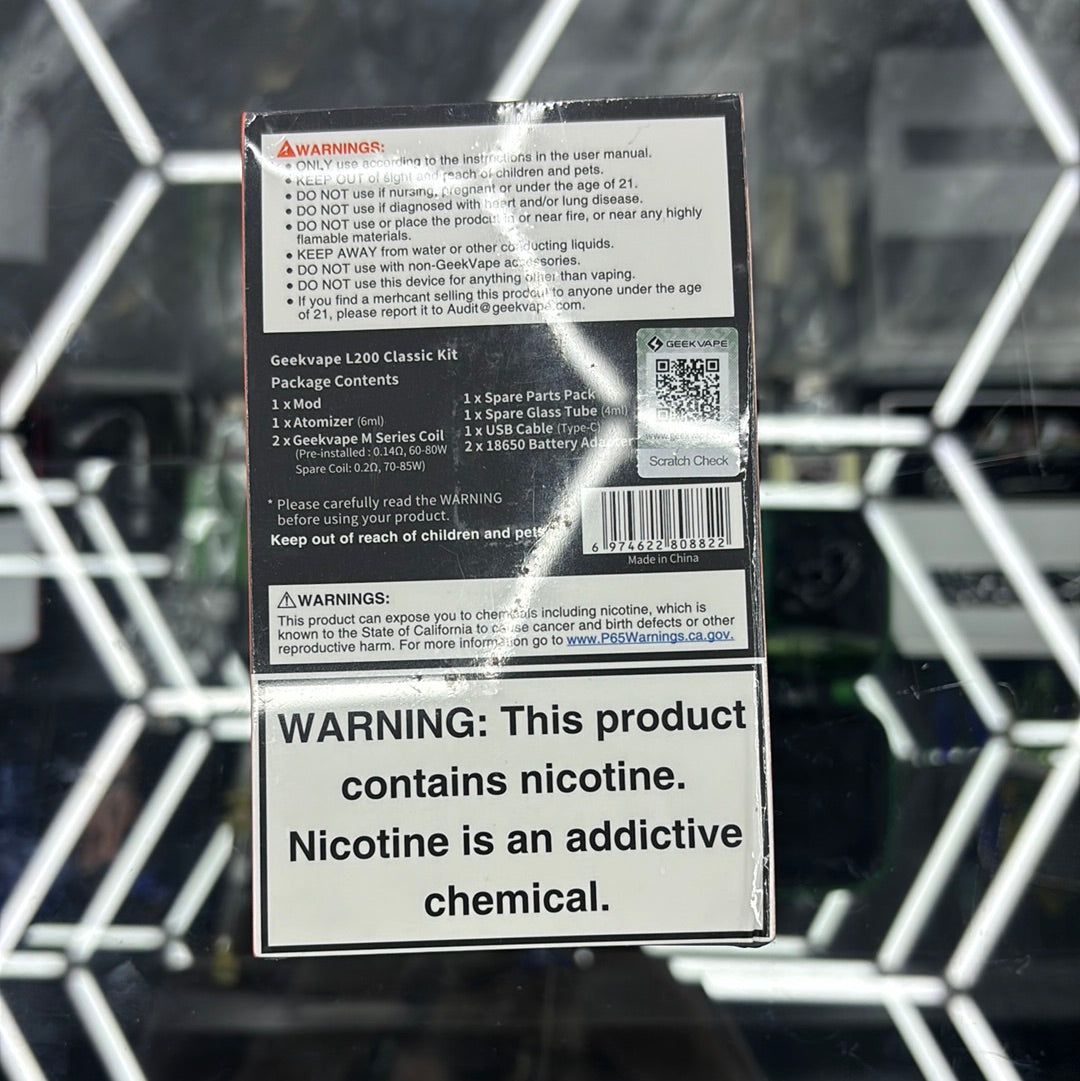 WARNINGS:
• ONLY use according to the instructions in the user manual.
• KEEP OUT of sight and reach of children and pets.
• DO NOT use if nursing, pregnant or under the age of 21.
• DO NOT use if diagnosed with heart and/or lung disease.
• DO NOT use or place the prodcut in or near fire, or near any highly
flamable materials.
• KEEP AWAY from water or other conducting liquids.
• DO NOT use with non-GeekVape accessories.
• DO NOT use this device for anything other than vaping.
• If you find a merhcant selling this prodcut to anyone under the age
of 21, please report it to Audit@geekvape.com.
Geekvape L200 Classic Kit
Package Contents
1 x Mod
1 x Atomizer (6ml)
2 x Geekvape M Series Coil
(Pre-installed : 0.14Ω, 60-80W
Spare Coil: 0.2Ω, 70-85W)
1 x Spare Parts Pack
1 x Spare Glass Tube (4ml)
1 x USB Cable (Type-C)
2 x 18650 Battery Adapter
GEEKVAPE
Scratch Check
* Please carefully read the WARNING
before using your product.
Keep out of reach of children and pets
6 974622 808822
Made in China
WARNINGS:
This product can expose you to chemicals including nicotine, which is
known to the State of California to cause cancer and birth defects or other
reproductive harm. For more information go to www.P65Warnings.ca.gov.
WARNING: This product
contains nicotine.
Nicotine is an addictive
chemical.